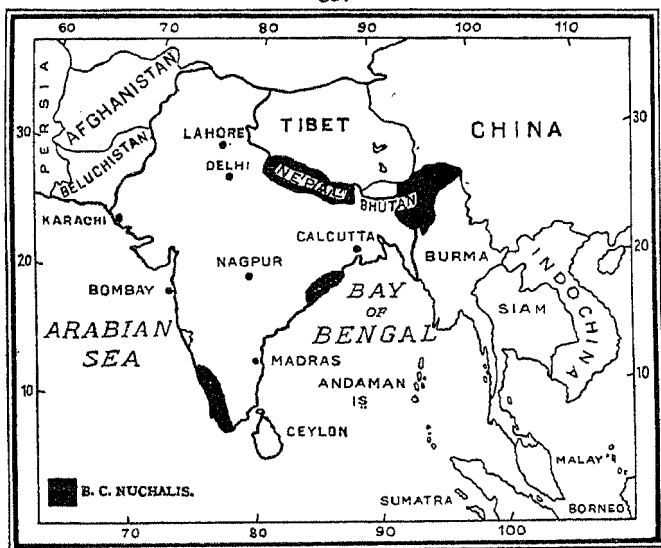 60 70 80 90 100 110
PERSIA
AFGHANISTAN
TIBET
CHINA
LAHORE
30 30
DELHI
BELUCHISTAN
NEPAL
BHUTAN
KARACHI
CALCUTTA
BURMA
INDOCHINA
20 20
NAGPUR
BOMBAY
BAY
OF
BENGAL
SIAM
ARABIAN
SEA
MADRAS
ANDAMAN
IS
10 10
CEYLON
MALAY
B. C. NUCHALIS.
SUMATRA
BORNEO
70 80 90 100